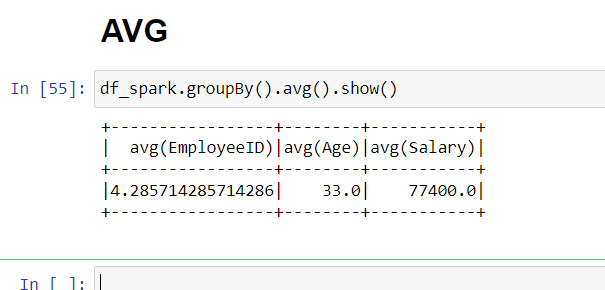 AVG
In [55]: df_spark.groupBy().avg().show()
+-----------------+--------+-----------+
|  avg(EmployeeID)|avg(Age)|avg(Salary)|
+-----------------+--------+-----------+
|4.285714285714286|    33.0|    77400.0|
+-----------------+--------+-----------+
In [ ]: